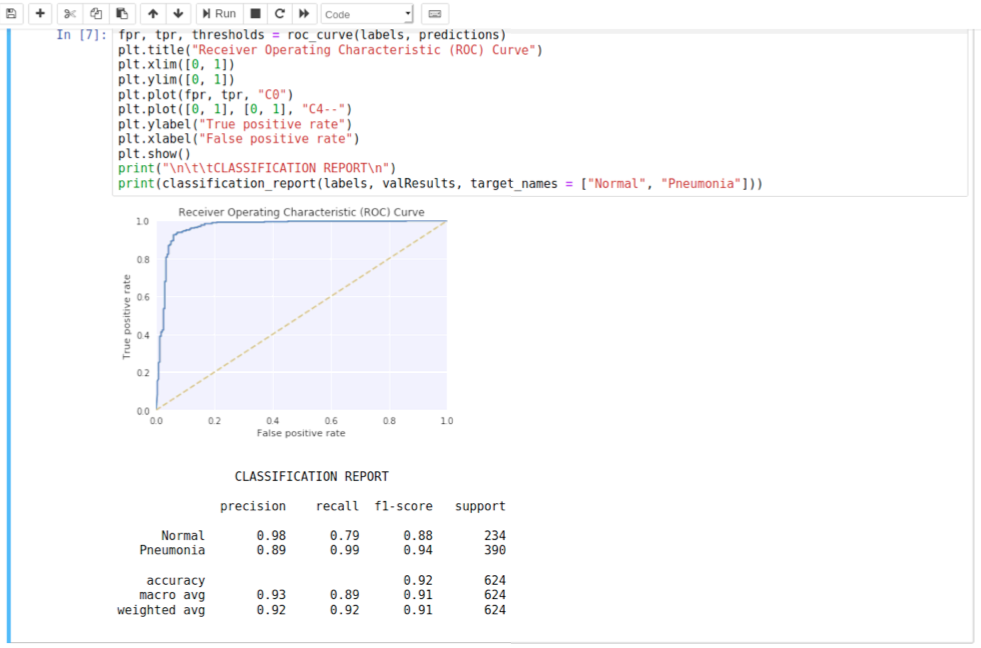 Run Code
In [7]: fpr, tpr, thresholds = roc_curve(labels, predictions)
plt.title("Receiver Operating Characteristic (ROC) Curve")
plt.xlim([0, 1])
plt.ylim([0, 1])
plt.plot(fpr, tpr, "C0")
plt.plot([0, 1], [0, 1], "C4--")
plt.ylabel("True positive rate")
plt.xlabel("False positive rate")
plt.show()
print("\n\t\tCLASSIFICATION REPORT\n")
print(classification_report(labels, valResults, target_names = ["Normal", "Pneumonia"]))
Receiver Operating Characteristic (ROC) Curve
1.0
0.8
0.6
0.4
0.2
0.0
True positive rate
0.0 0.2 0.4 0.6 0.8 1.0
False positive rate
CLASSIFICATION REPORT
precision recall f1-score support
Normal 0.98 0.79 0.88 234
Pneumonia 0.89 0.99 0.94 390
accuracy 0.92 624
macro avg 0.93 0.89 0.91 624
weighted avg 0.92 0.92 0.91 624